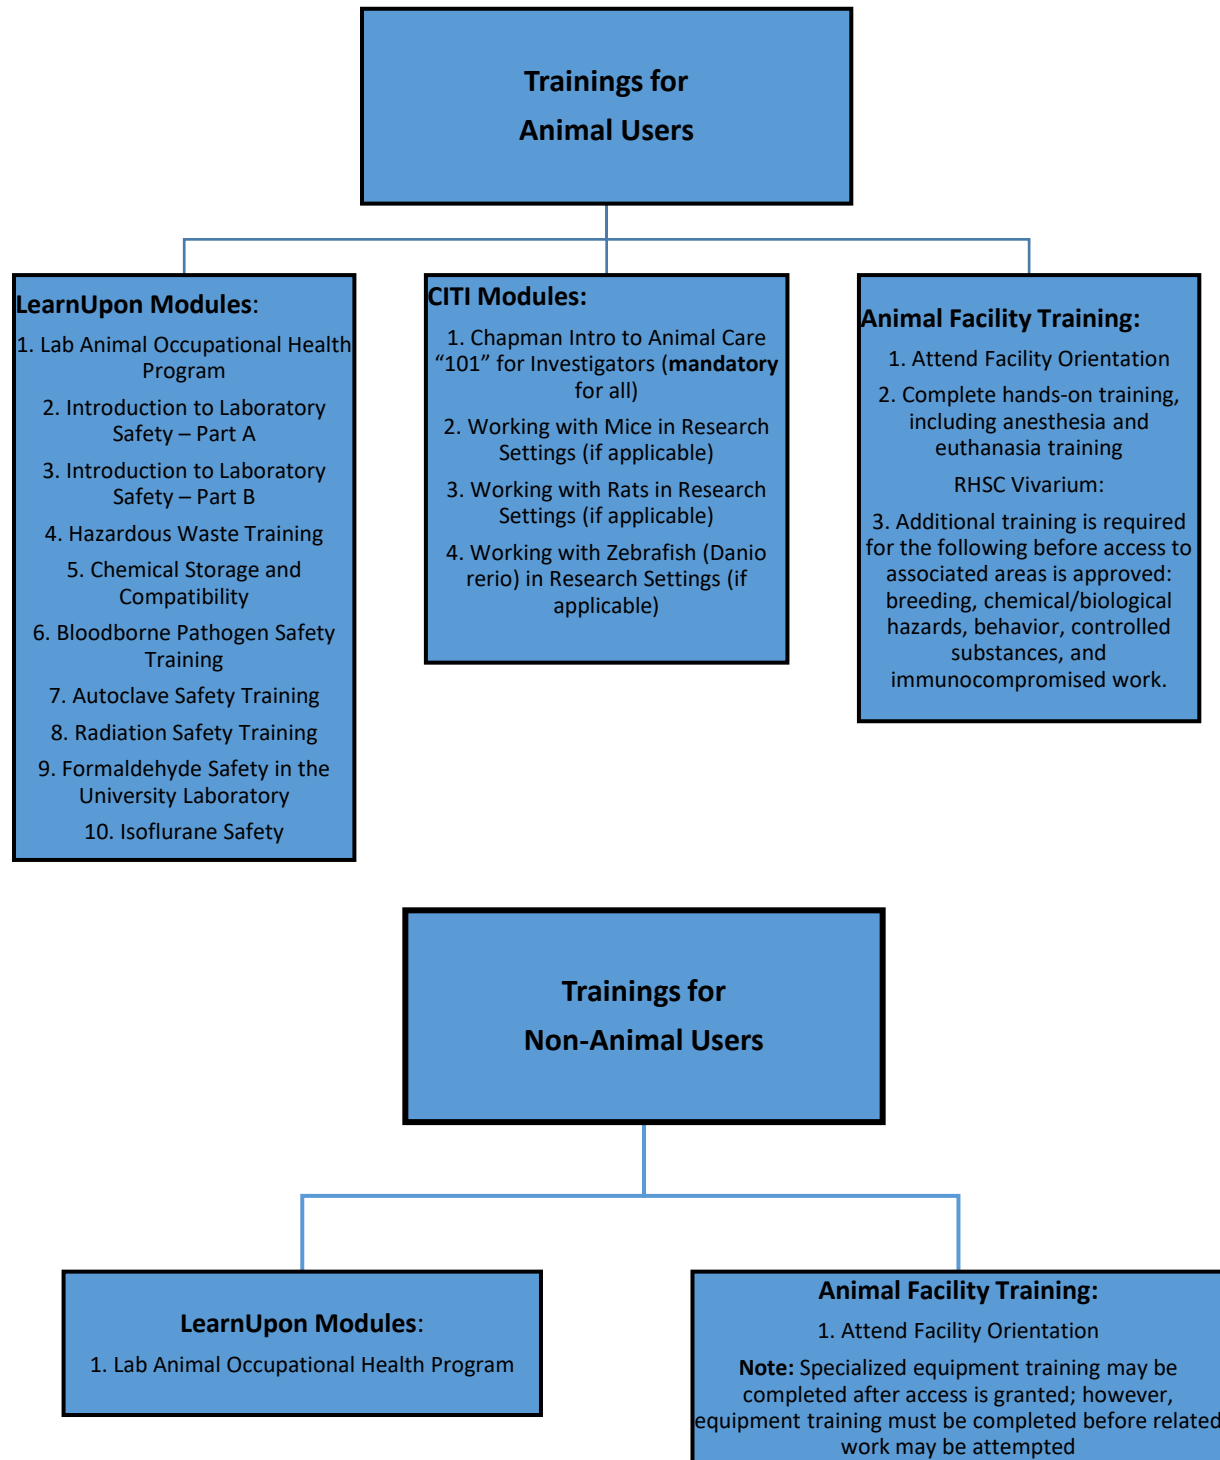 Trainings for
Animal Users
LearnUpon Modules:
1. Lab Animal Occupational Health
Program
2. Introduction to Laboratory
Safety – Part A
3. Introduction to Laboratory
Safety – Part B
4. Hazardous Waste Training
5. Chemical Storage and
Compatibility
6. Bloodborne Pathogen Safety
Training
7. Autoclave Safety Training
8. Radiation Safety Training
9. Formaldehyde Safety in the
University Laboratory
10. Isoflurane Safety
CITI Modules:
1. Chapman Intro to Animal Care
“101” for Investigators (mandatory
for all)
2. Working with Mice in Research
Settings (if applicable)
3. Working with Rats in Research
Settings (if applicable)
4. Working with Zebrafish (Danio
rerio) in Research Settings (if
applicable)
Animal Facility Training:
1. Attend Facility Orientation
2. Complete hands-on training,
including anesthesia and
euthanasia training
RHSC Vivarium:
3. Additional training is required
for the following before access to
associated areas is approved:
breeding, chemical/biological
hazards, behavior, controlled
substances, and
immunocompromised work.
Trainings for
Non-Animal Users
LearnUpon Modules:
1. Lab Animal Occupational Health Program
Animal Facility Training:
1. Attend Facility Orientation
Note: Specialized equipment training may be
completed after access is granted; however,
equipment training must be completed before related
work may be attempted